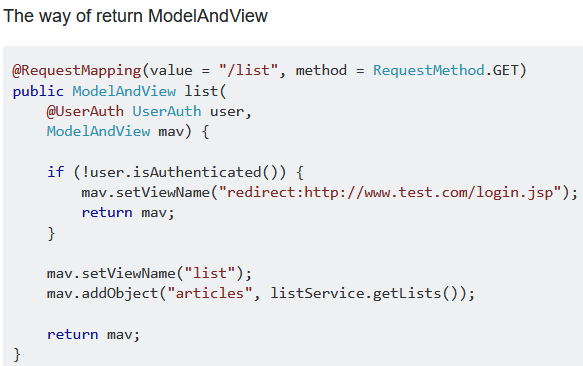 The way of return ModelAndView
@RequestMapping(value = "/list", method = RequestMethod.GET)
public ModelAndView list(
    @UserAuth UserAuth user,
    ModelAndView mav) {
    if (!user.isAuthenticated()) {
        mav.setViewName("redirect:http://www.test.com/login.jsp");
        return mav;
    }
    mav.setViewName("list");
    mav.addObject("articles", listService.getLists());
    return mav;
}